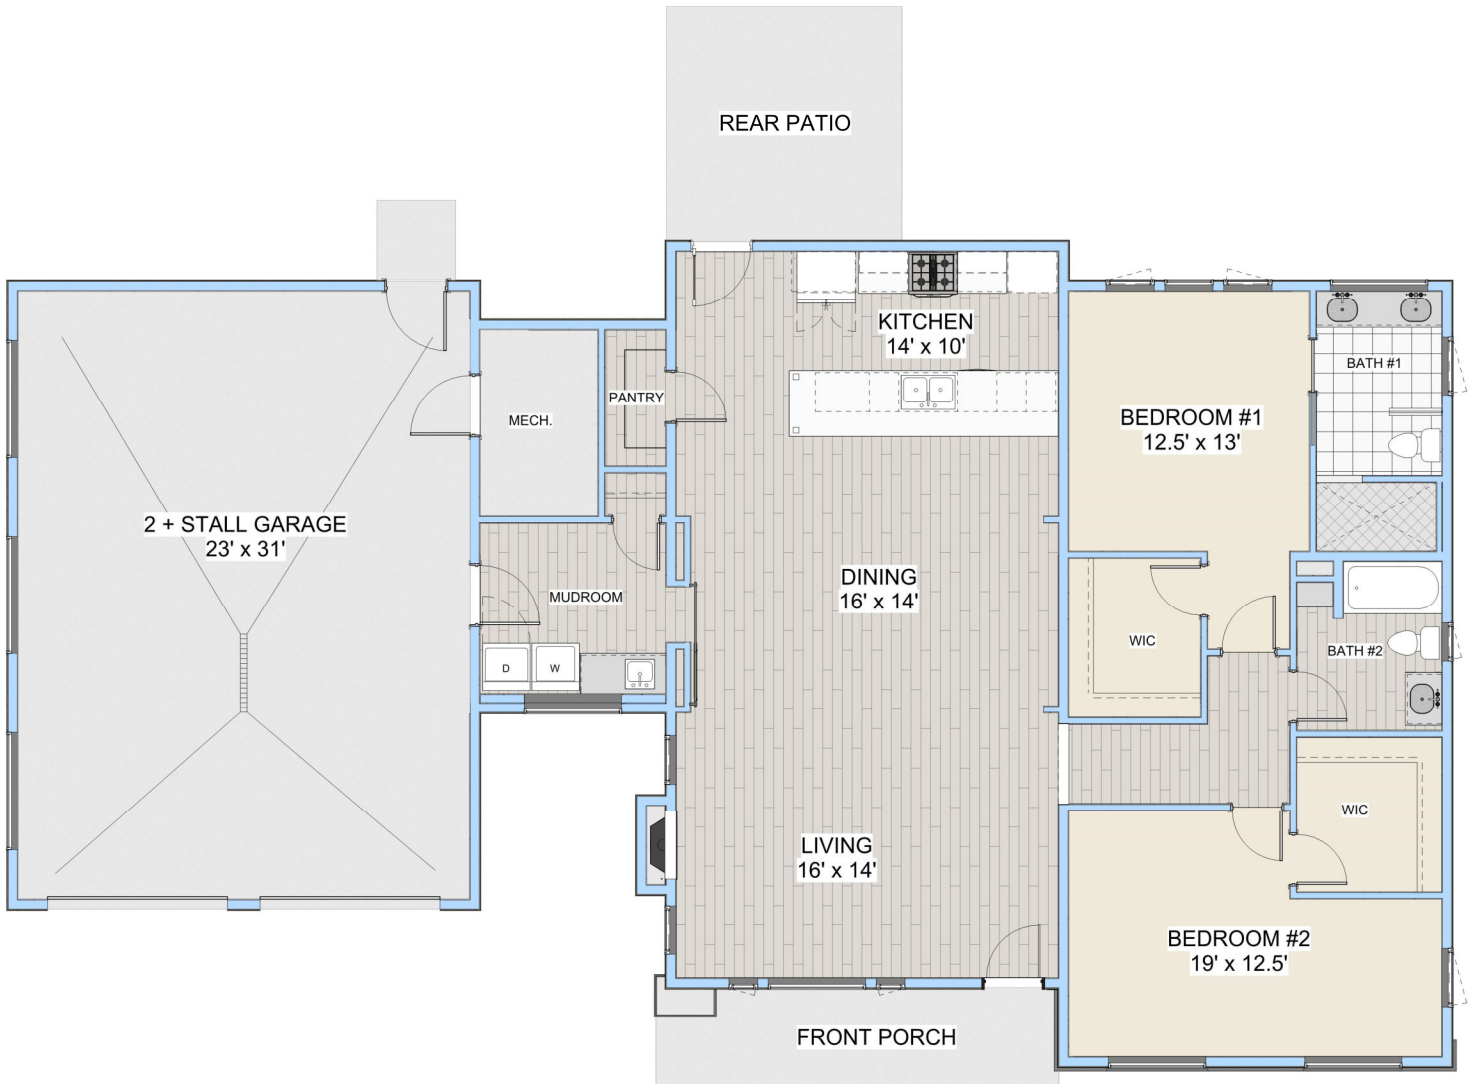 REAR PATIO
KITCHEN
14' x 10'
BATH #1
PANTRY
MECH.
BEDROOM #1
12.5' x 13'
2 + STALL GARAGE
23' x 31'
DINING
16' x 14'
MUDROOM
WIC
BATH #2
D
W
WIC
LIVING
16' x 14'
BEDROOM #2
19' x 12.5'
FRONT PORCH